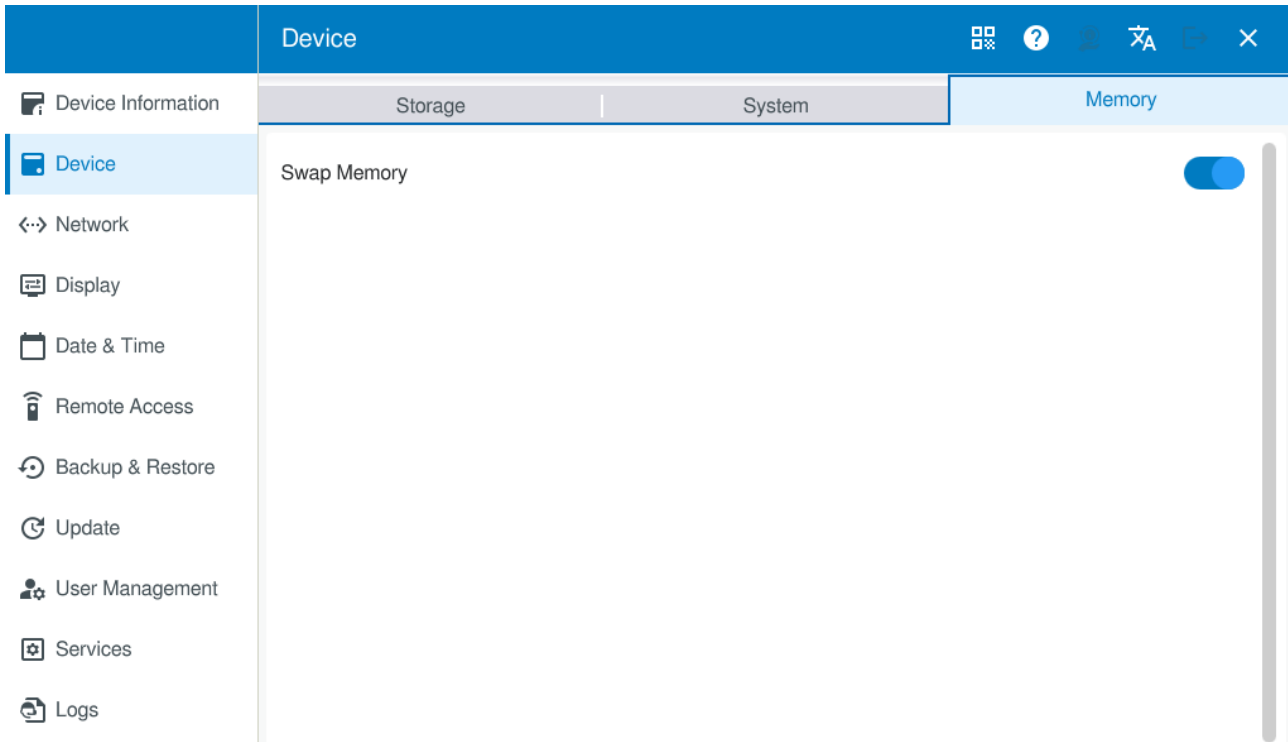 Device
Device Information
Device
Network
Display
Date & Time
Remote Access
Backup & Restore
Update
User Management
Services
Logs
Storage
System
Memory
Swap Memory